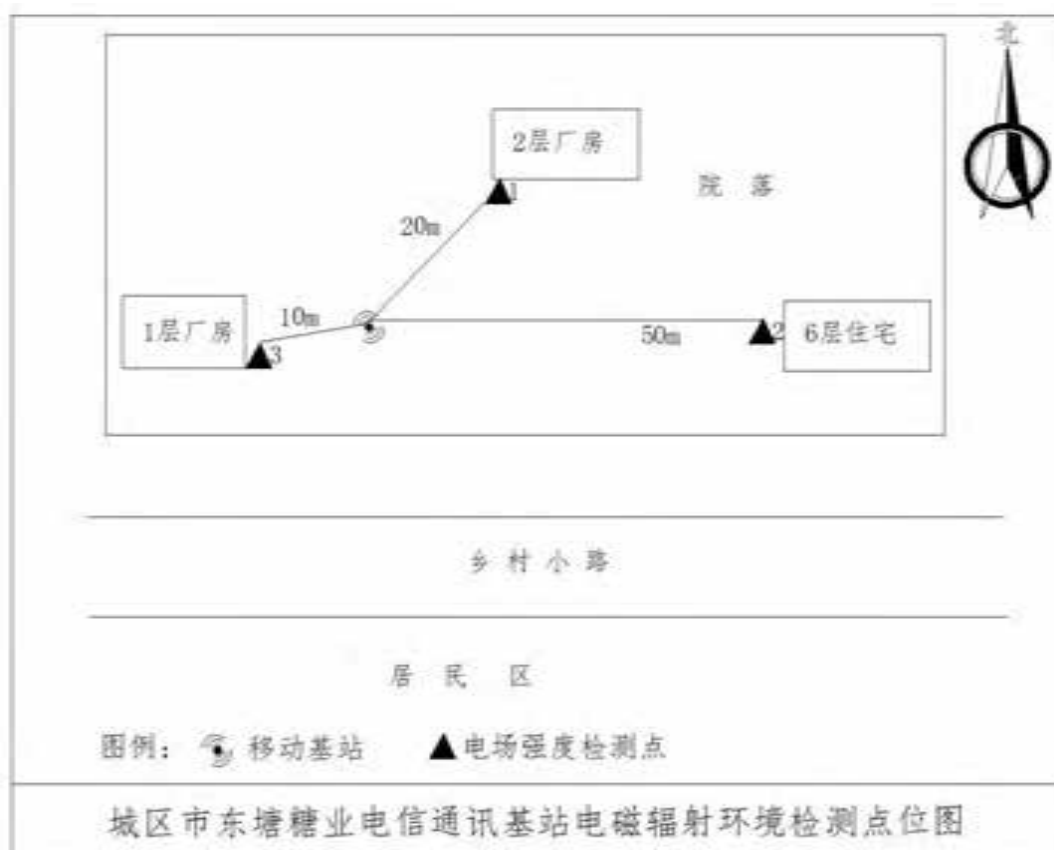 北
2层厂房
院 落
1
20m
1层厂房
10m
3
50m
2
6层住宅
乡 村 小 路
居 民 区
图例： 移动基站 ▲电场强度检测点
城区市东塘糖业电信通讯基站电磁辐射环境检测点位图